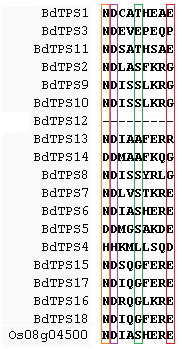 BdTPS1 NDCATHEAE
BdTPS3 NDEVEPEQP
BdTPS11 NDSATHSAE
BdTPS2 NDLASFKRG
BdTPS9 NDISSLKRG
BdTPS10 NDISSLKRG
BdTPS12 ---------
BdTPS13 NDIAAFERR
BdTPS14 DDMAAFKQG
BdTPS8 NDISSYRLG
BdTPS7 NDLVSTKRE
BdTPS6 NDIASHERE
BdTPS5 DDMGSAKDE
BdTPS4 HHKMLLSQD
BdTPS15 NDSQGFERE
BdTPS17 NDIQGFERE
BdTPS16 NDRQGLKRE
BdTPS18 NDIQGFERE
Os08g04500 NDIASHERE